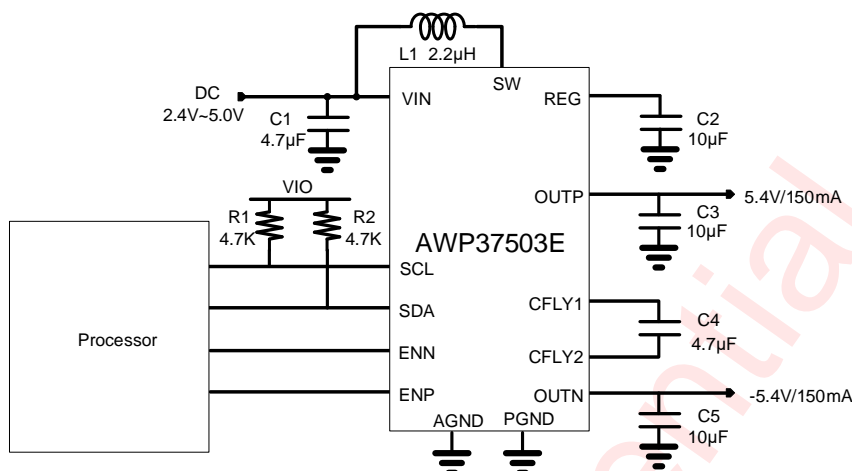 L1 2.2µH
SW
DC
2.4V~5.0V
VIN
REG
C1
4.7µF
C2
10µF
VIO
OUTP
5.4V/150mA
R1
4.7K
R2
4.7K
C3
10µF
AWP37503E
SCL
SDA
CFLY1
C4
4.7µF
Processor
ENN
CFLY2
ENP
OUTN
-5.4V/150mA
AGND
PGND
C5
10µF